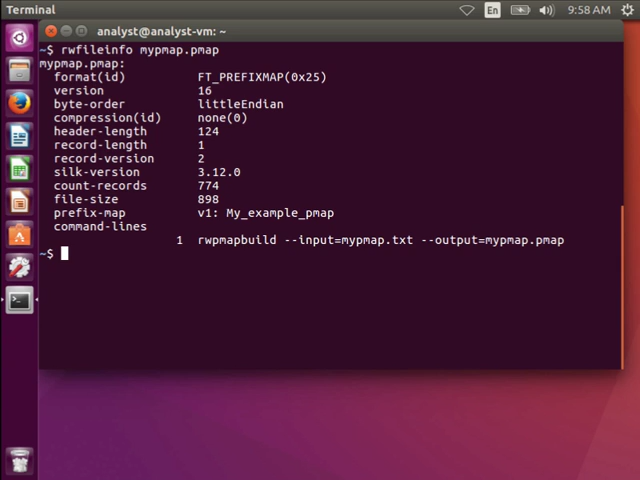 Terminal
En
9:58 AM
analyst@analyst-vm: ~
~$ rwfileinfo mypmap.pmap
mypmap.pmap:
format(id) FT_PREFIXMAP(0x25)
version 16
byte-order littleEndian
compression(id) none(0)
header-length 124
record-length 1
record-version 2
silk-version 3.12.0
count-records 774
file-size 898
prefix-map v1: My_example_pmap
command-lines
1 rwpmapbuild --input=mypmap.txt --output=mypmap.pmap
~$